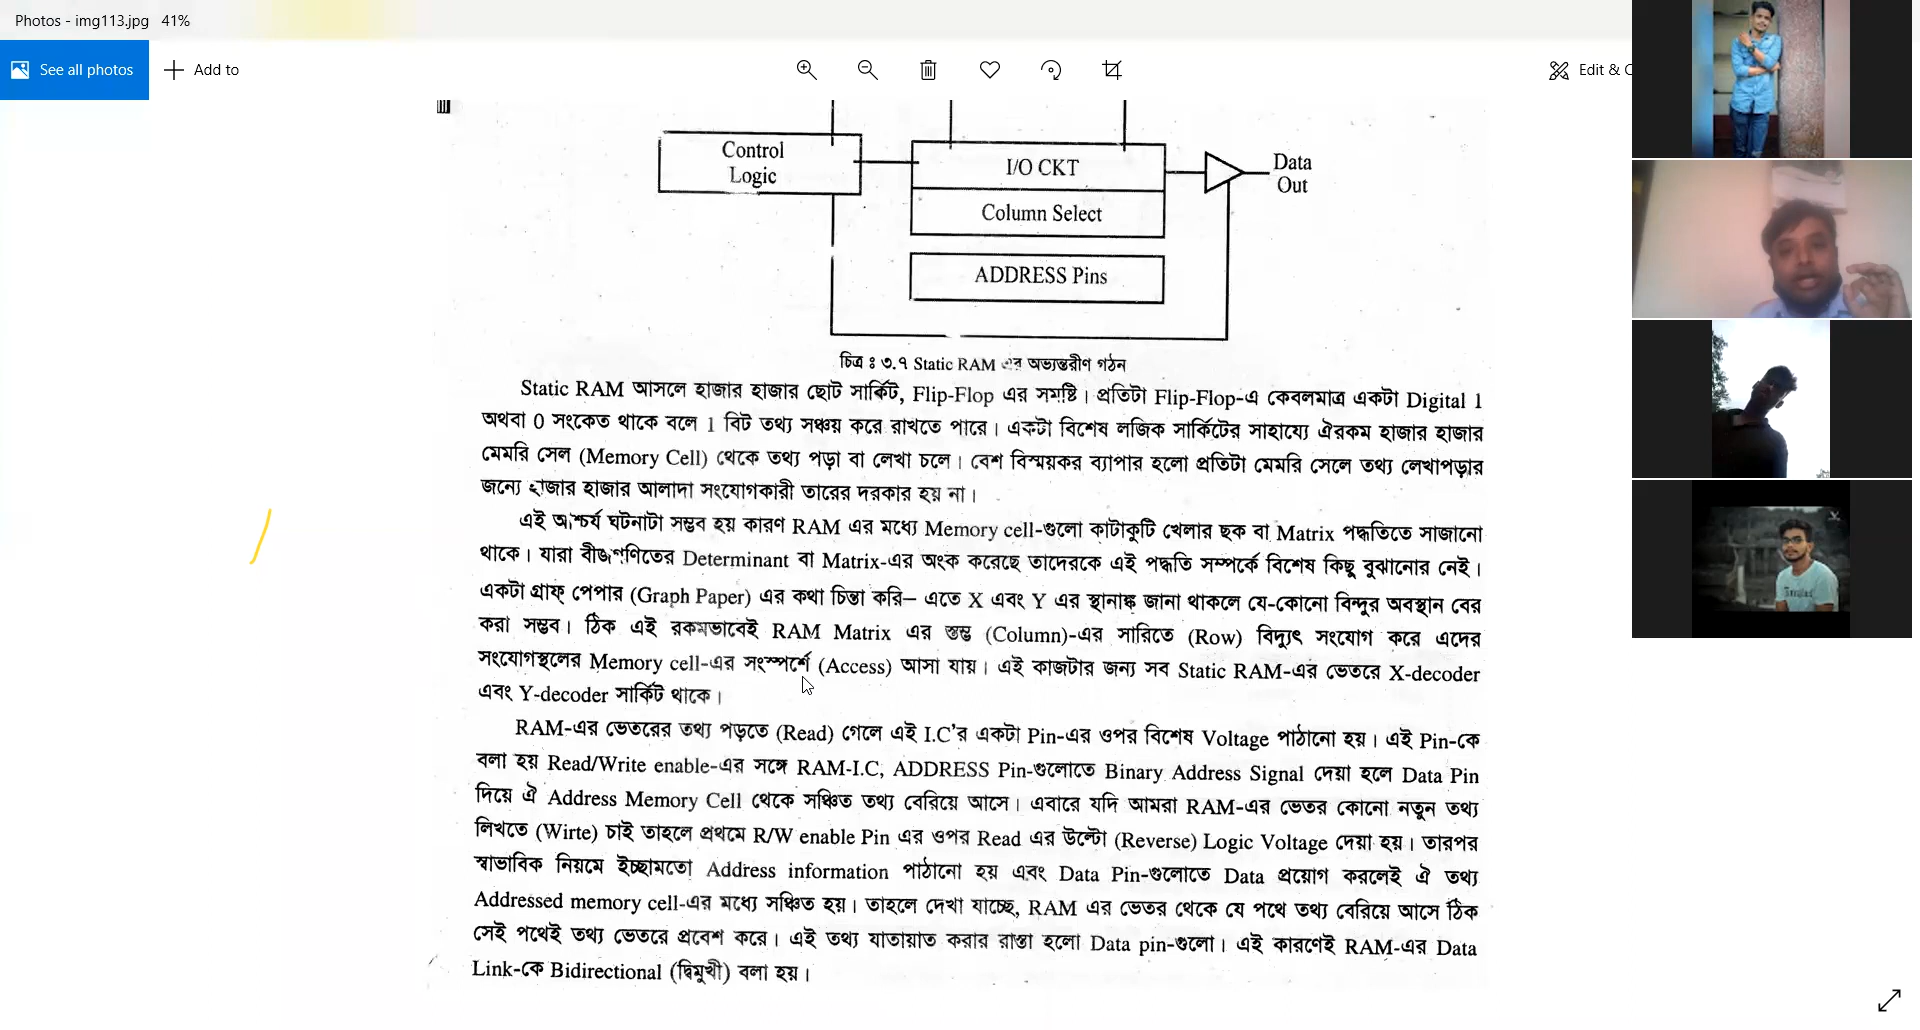 Photos - img113.jpg 41%
See all photos
Add to
Edit & C
Control
Logic
I/O CKT
Column Select
Data
Out
ADDRESS Pins
চিত্র ঃ ৩.৭ Static RAM এর অভ্যন্তরীণ গঠন
Static RAM আসলে হাজার হাজার ছোট সার্কিট, Flip-Flop এর সমষ্টি। প্রতিটা Flip-Flop-এ কেবলমাত্র একটা Digital 1
অথবা 0 সংকেত থাকে বলে 1 বিট তথ্য সঞ্চয় করে রাখতে পারে। একটা বিশেষ লজিক সার্কিটের সাহায্যে ঐরকম হাজার হাজার
মেমরি সেল (Memory Cell) থেকে তথ্য পড়া বা লেখা চলে। বেশ বিস্ময়কর ব্যাপার হলো প্রতিটা মেমরি সেলে তথ্য লেখাপড়ার
জন্যে হাজার হাজার আলাদা সংযোগকারী তারের দরকার হয় না।
এই আশ্চর্য ঘটনাটা সম্ভব হয় কারণ RAM এর মধ্যে Memory cell-গুলো কাটাকুটি খেলার ছক বা Matrix পদ্ধতিতে সাজানো
থাকে। যারা বীজগণিতের Determinant বা Matrix-এর অংক করেছে তাদেরকে এই পদ্ধতি সম্পর্কে বিশেষ কিছু বুঝানোর নেই।
একটা গ্রাফ্ পেপার (Graph Paper) এর কথা চিন্তা করি– এতে X এবং Y এর স্থানাঙ্ক জানা থাকলে যে-কোনো বিন্দুর অবস্থান বের
করা সম্ভব। ঠিক এই রকমভাবেই RAM Matrix এর স্তম্ভ (Column)-এর সারিতে (Row) বিদ্যুৎ সংযোগ করে এদের
সংযোগস্থলের Memory cell-এর সংস্পর্শে (Access) আসা যায়। এই কাজটার জন্য সব Static RAM-এর ভেতরে X-decoder
এবং Y-decoder সার্কিট থাকে।
RAM-এর ভেতরের তথ্য পড়তে (Read) গেলে এই I.C'র একটা Pin-এর ওপর বিশেষ Voltage পাঠানো হয়। এই Pin-কে
বলা হয় Read/Write enable-এর সঙ্গে RAM-I.C, ADDRESS Pin-গুলোতে Binary Address Signal দেয়া হলে Data Pin
দিয়ে ঐ Address Memory Cell থেকে সঞ্চিত তথ্য বেরিয়ে আসে। এবারে যদি আমরা RAM-এর ভেতর কোনো নতুন তথ্য
লিখতে (Wirte) চাই তাহলে প্রথমে R/W enable Pin এর ওপর Read এর উল্টো (Reverse) Logic Voltage দেয়া হয়। তারপর
স্বাভাবিক নিয়মে ইচ্ছামতো Address information পাঠানো হয় এবং Data Pin-গুলোতে Data প্রয়োগ করলেই ঐ তথ্য
Addressed memory cell-এর মধ্যে সঞ্চিত হয়। তাহলে দেখা যাচ্ছে, RAM এর ভেতর থেকে যে পথে তথ্য বেরিয়ে আসে ঠিক
সেই পথেই তথ্য ভেতরে প্রবেশ করে। এই তথ্য যাতায়াত করার রাস্তা হলো Data pin-গুলো। এই কারণেই RAM-এর Data
Link-কে Bidirectional (দ্বিমুখী) বলা হয়।